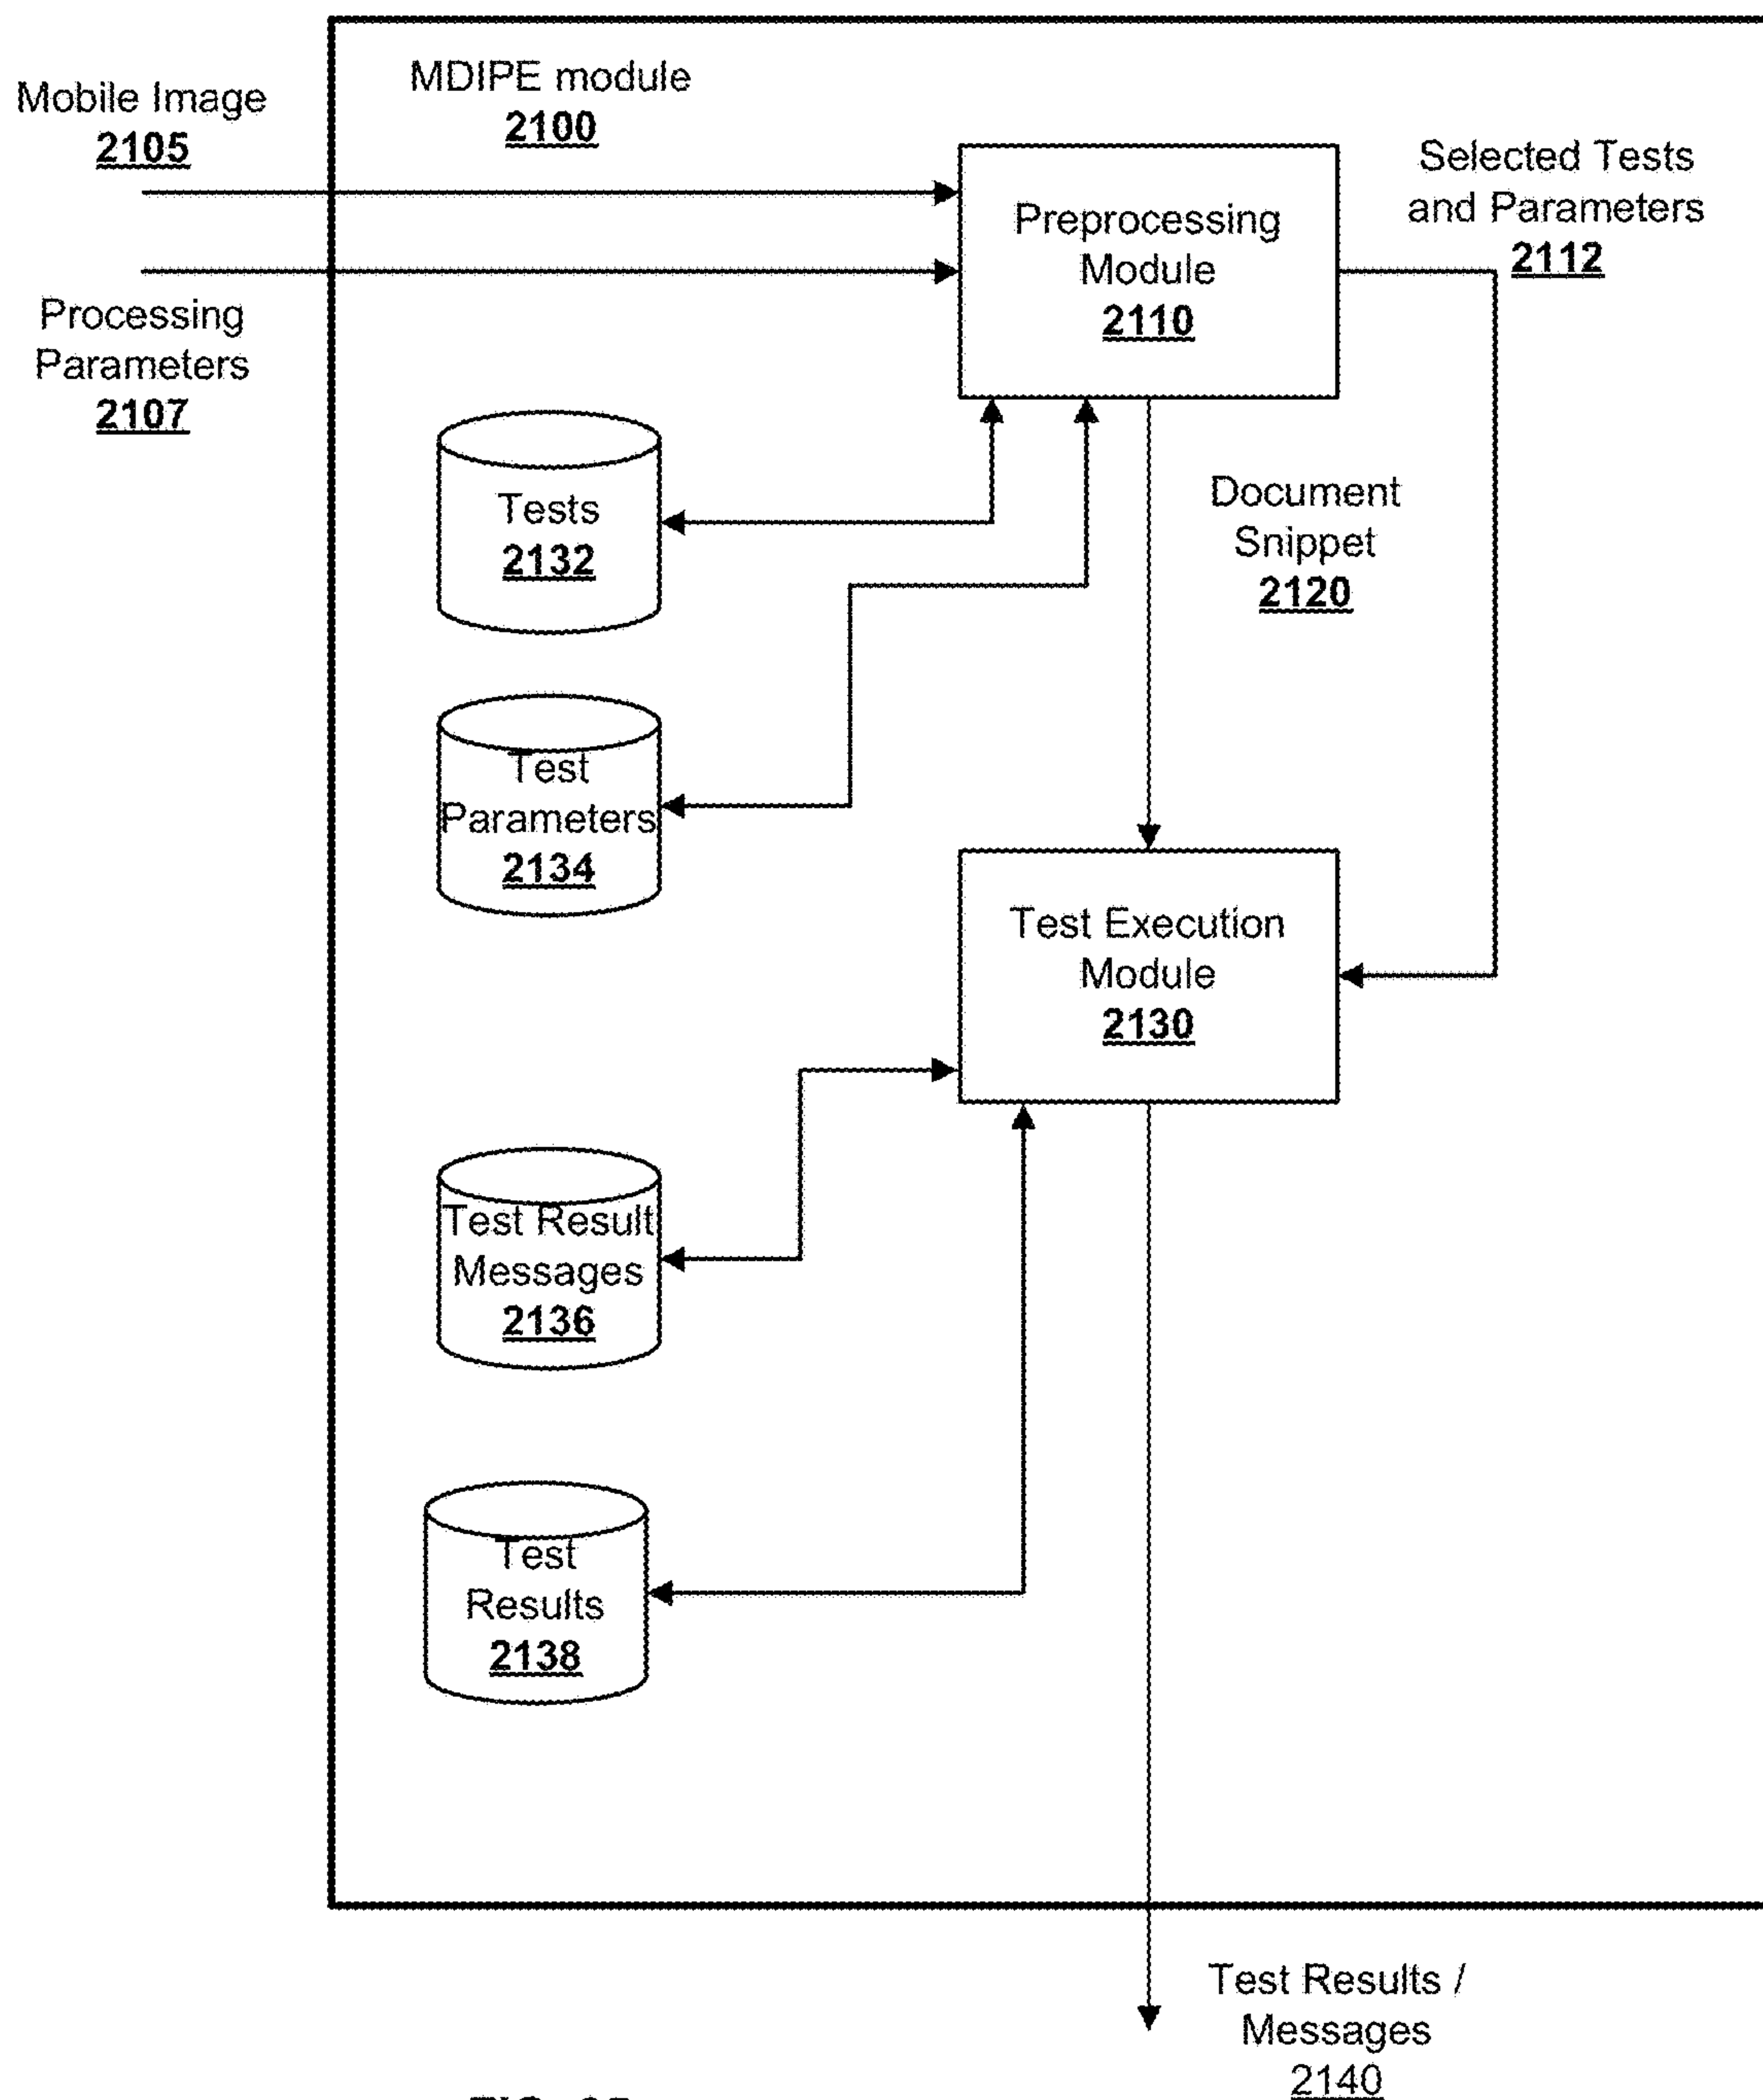 Mobile Image
2105
MDIPE module
2100
Processing
Parameters
2107
Preprocessing
Module
2110
Selected Tests
and Parameters
2112
Tests
2132
Document
Snippet
2120
Test
Parameters
2134
Test Execution
Module
2130
Test Result
Messages
2136
Test
Results
2138
Test Results /
Messages
2140